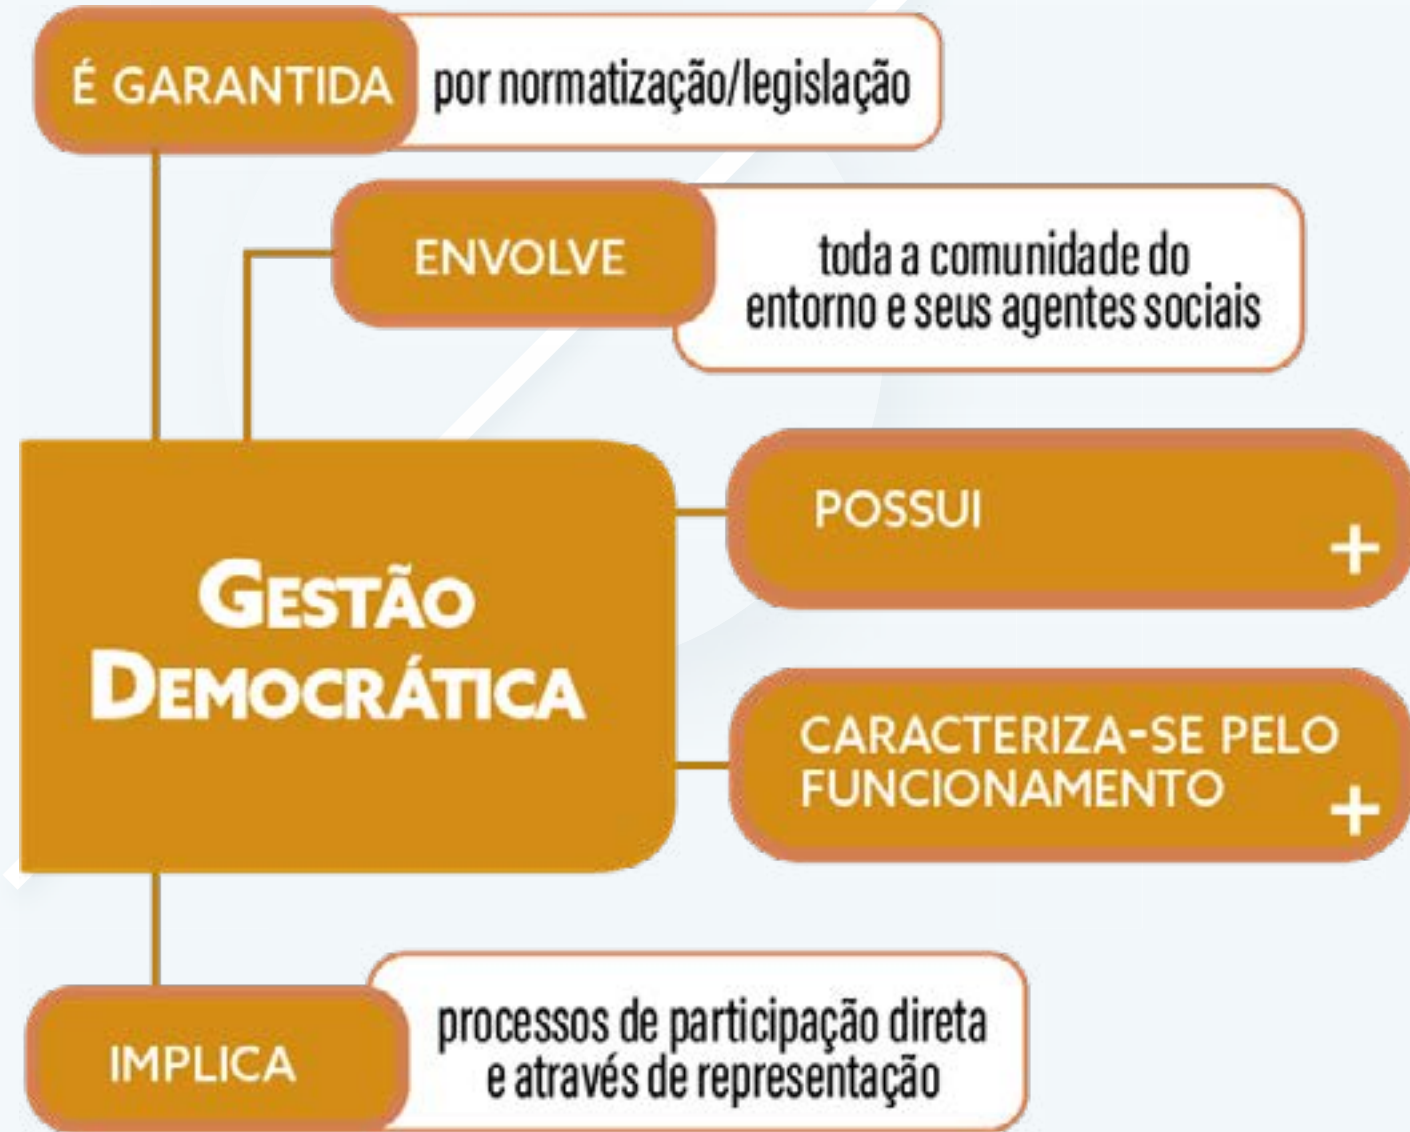 É GARANTIDA
por normatização/legislação
ENVOLVE
toda a comunidade do
entorno e seus agentes sociais
POSSUI
+
GESTÃO
DEMOCRÁTICA
CARACTERIZA-SE PELO
FUNCIONAMENTO
+
IMPLICA
processos de participação direta
e através de representação